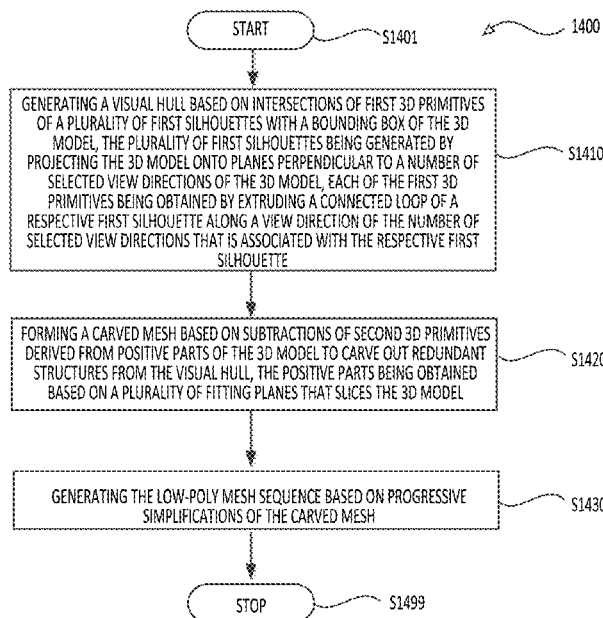 START
S1401
1400
GENERATING A VISUAL HULL BASED ON INTERSECTIONS OF FIRST 3D PRIMITIVES
OF A PLURALITY OF FIRST SILHOUETTES WITH A BOUNDING BOX OF THE 3D
MODEL, THE PLURALITY OF FIRST SILHOUETTES BEING GENERATED BY
PROJECTING THE 3D MODEL ONTO PLANES PERPENDICULAR TO A NUMBER OF
SELECTED VIEW DIRECTIONS OF THE 3D MODEL, EACH OF THE FIRST 3D
PRIMITIVES BEING OBTAINED BY EXTRUDING A CONNECTED LOOP OF A
RESPECTIVE FIRST SILHOUETTE ALONG A VIEW DIRECTION OF THE NUMBER OF
SELECTED VIEW DIRECTIONS THAT IS ASSOCIATED WITH THE RESPECTIVE FIRST
SILHOUETTE
S1410
FORMING A CARVED MESH BASED ON SUBTRACTIONS OF SECOND 3D PRIMITIVES
DERIVED FROM POSITIVE PARTS OF THE 3D MODEL TO CARVE OUT REDUNDANT
STRUCTURES FROM THE VISUAL HULL, THE POSITIVE PARTS BEING OBTAINED
BASED ON A PLURALITY OF FITTING PLANES THAT SLICES THE 3D MODEL
S1420
GENERATING THE LOW-POLY MESH SEQUENCE BASED ON PROGRESSIVE
SIMPLIFICATIONS OF THE CARVED MESH
S1430
STOP
S1499